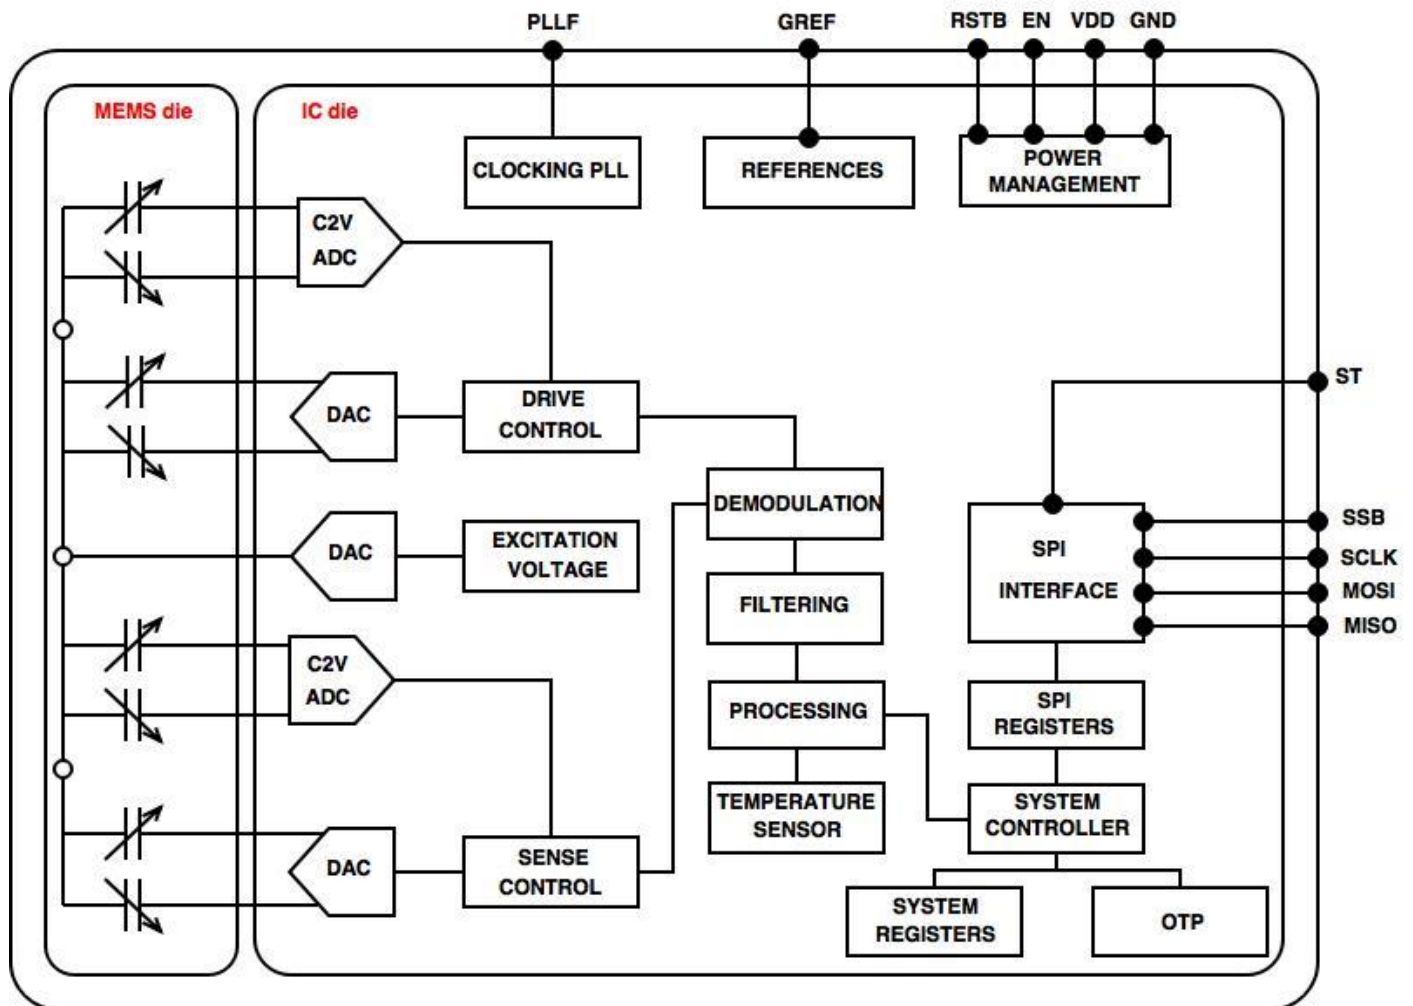 PLLF
GREF
RSTB EN VDD GND
MEMS die
IC die
CLOCKING PLL
REFERENCES
POWER
MANAGEMENT
C2V
ADC
ST
DAC
DRIVE
CONTROL
DEMODULATION
SSB
SCLK
MOSI
MISO
SPI
INTERFACE
DAC
EXCITATION
VOLTAGE
FILTERING
C2V
ADC
PROCESSING
SPI
REGISTERS
TEMPERATURE
SENSOR
SYSTEM
CONTROLLER
DAC
SENSE
CONTROL
SYSTEM
REGISTERS
OTP